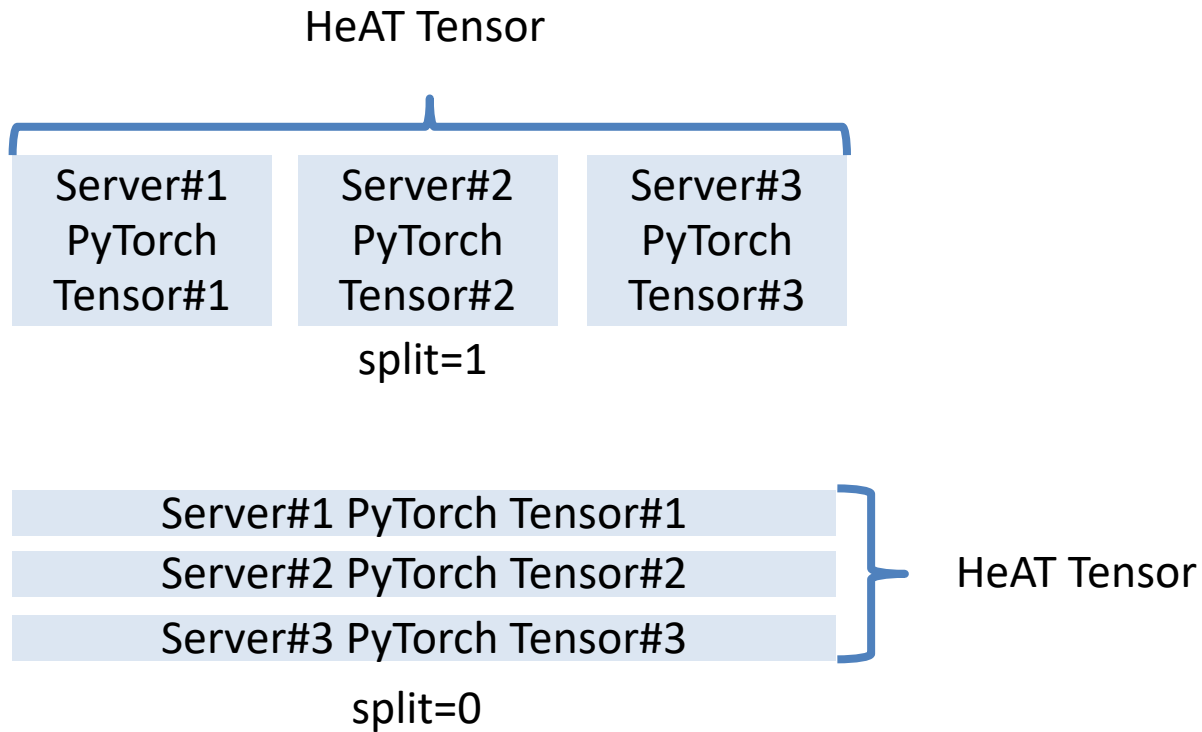 HeAT Tensor
Server#1
PyTorch
Tensor#1
Server#2
PyTorch
Tensor#2
Server#3
PyTorch
Tensor#3
split=1
Server#1 PyTorch Tensor#1
Server#2 PyTorch Tensor#2
Server#3 PyTorch Tensor#3
HeAT Tensor
split=0